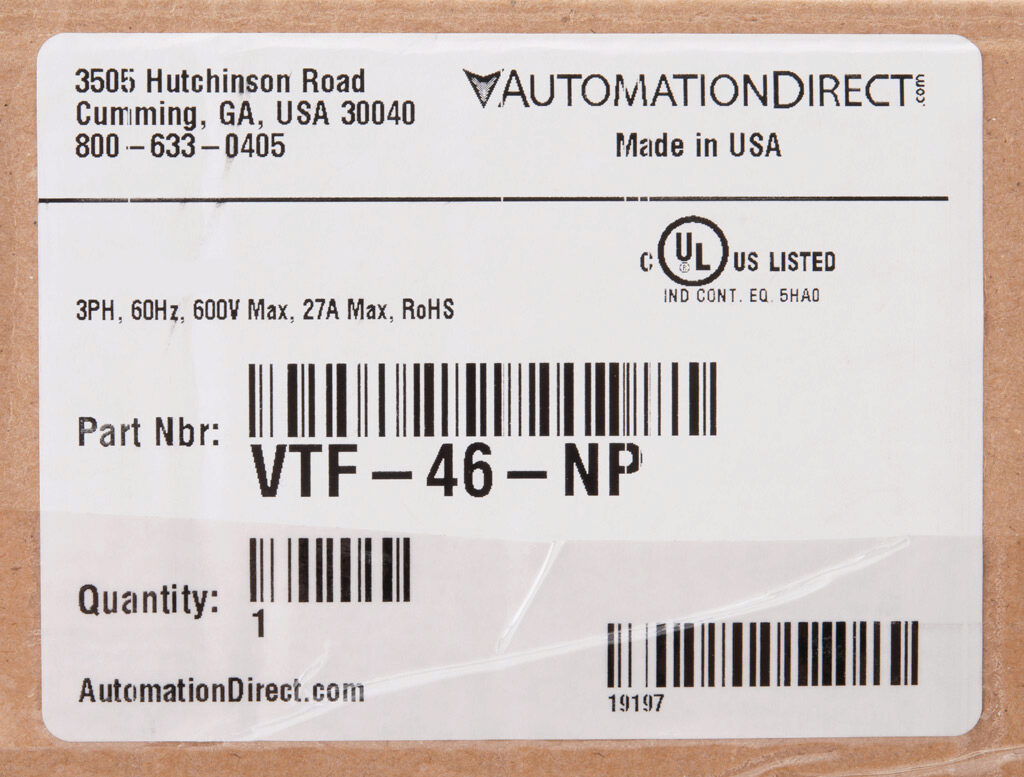 3505 Hutchinson Road
Cumming, GA, USA 30040
800-633-0405
AUTOMATIONDIRECT.com
Made in USA
C UL® US LISTED
IND CONT. EQ. 5HA0
3PH, 60Hz, 600V Max, 27A Max, RoHS
Part Nbr:
VTF-46-NP
Quantity:
1
AutomationDirect.com
19197